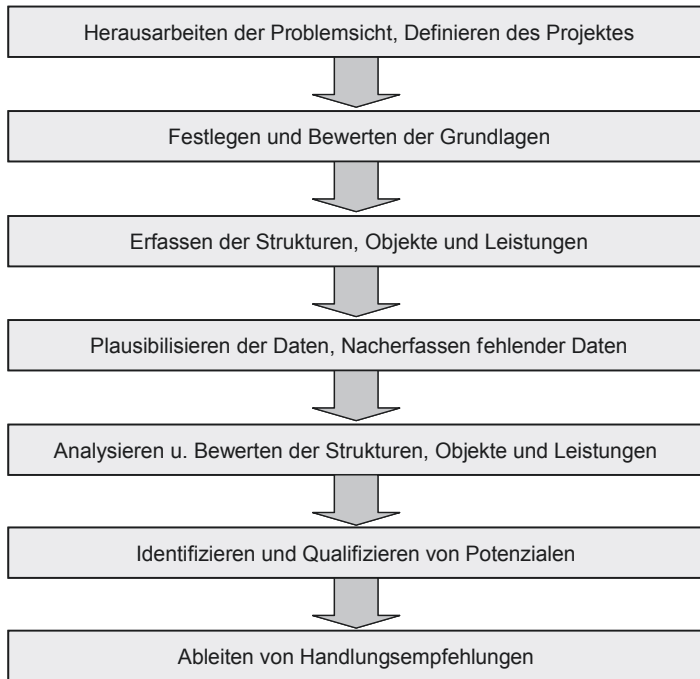 Herausarbeiten der Problemsicht, Definieren des Projektes
Festlegen und Bewerten der Grundlagen
Erfassen der Strukturen, Objekte und Leistungen
Plausibilisieren der Daten, Nacherfassen fehlender Daten
Analysieren u. Bewerten der Strukturen, Objekte und Leistungen
Identifizieren und Qualifizieren von Potenzialen
Ableiten von Handlungsempfehlungen